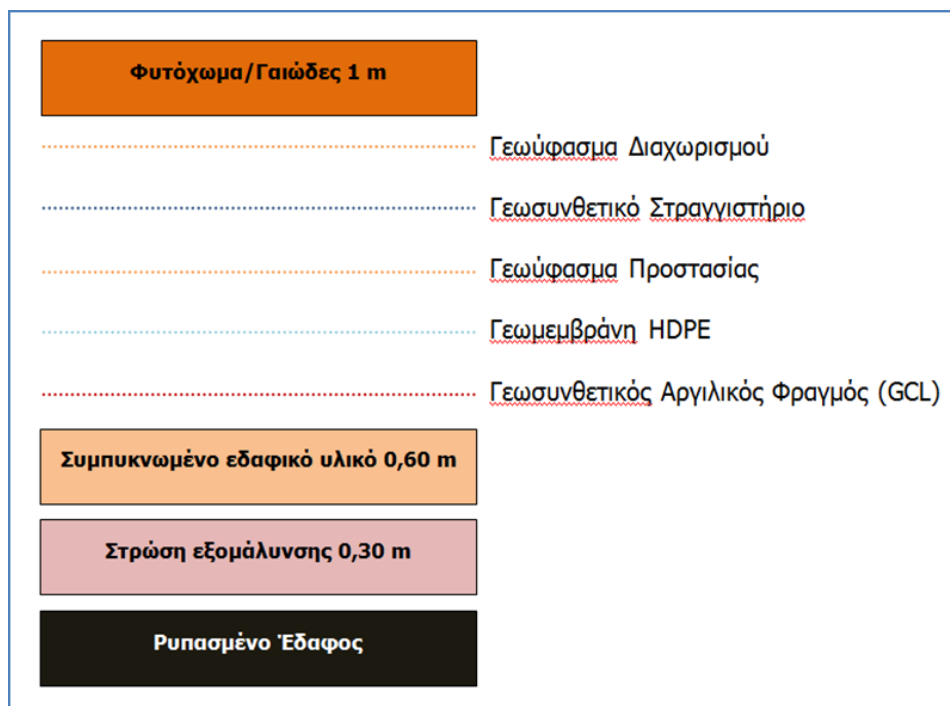 Φυτόχωμα/Γαιώδες 1 m
Γεωύφασμα Διαχωρισμού
Γεωσυνθετικό Στραγγιστήριο
Γεωύφασμα Προστασίας
Γεωμεμβράνη HDPE
Γεωσυνθετικός Αργιλικός Φραγμός (GCL)
Συμπυκνωμένο εδαφικό υλικό 0,60 m
Στρώση εξομάλυνσης 0,30 m
Ρυπασμένο Έδαφος